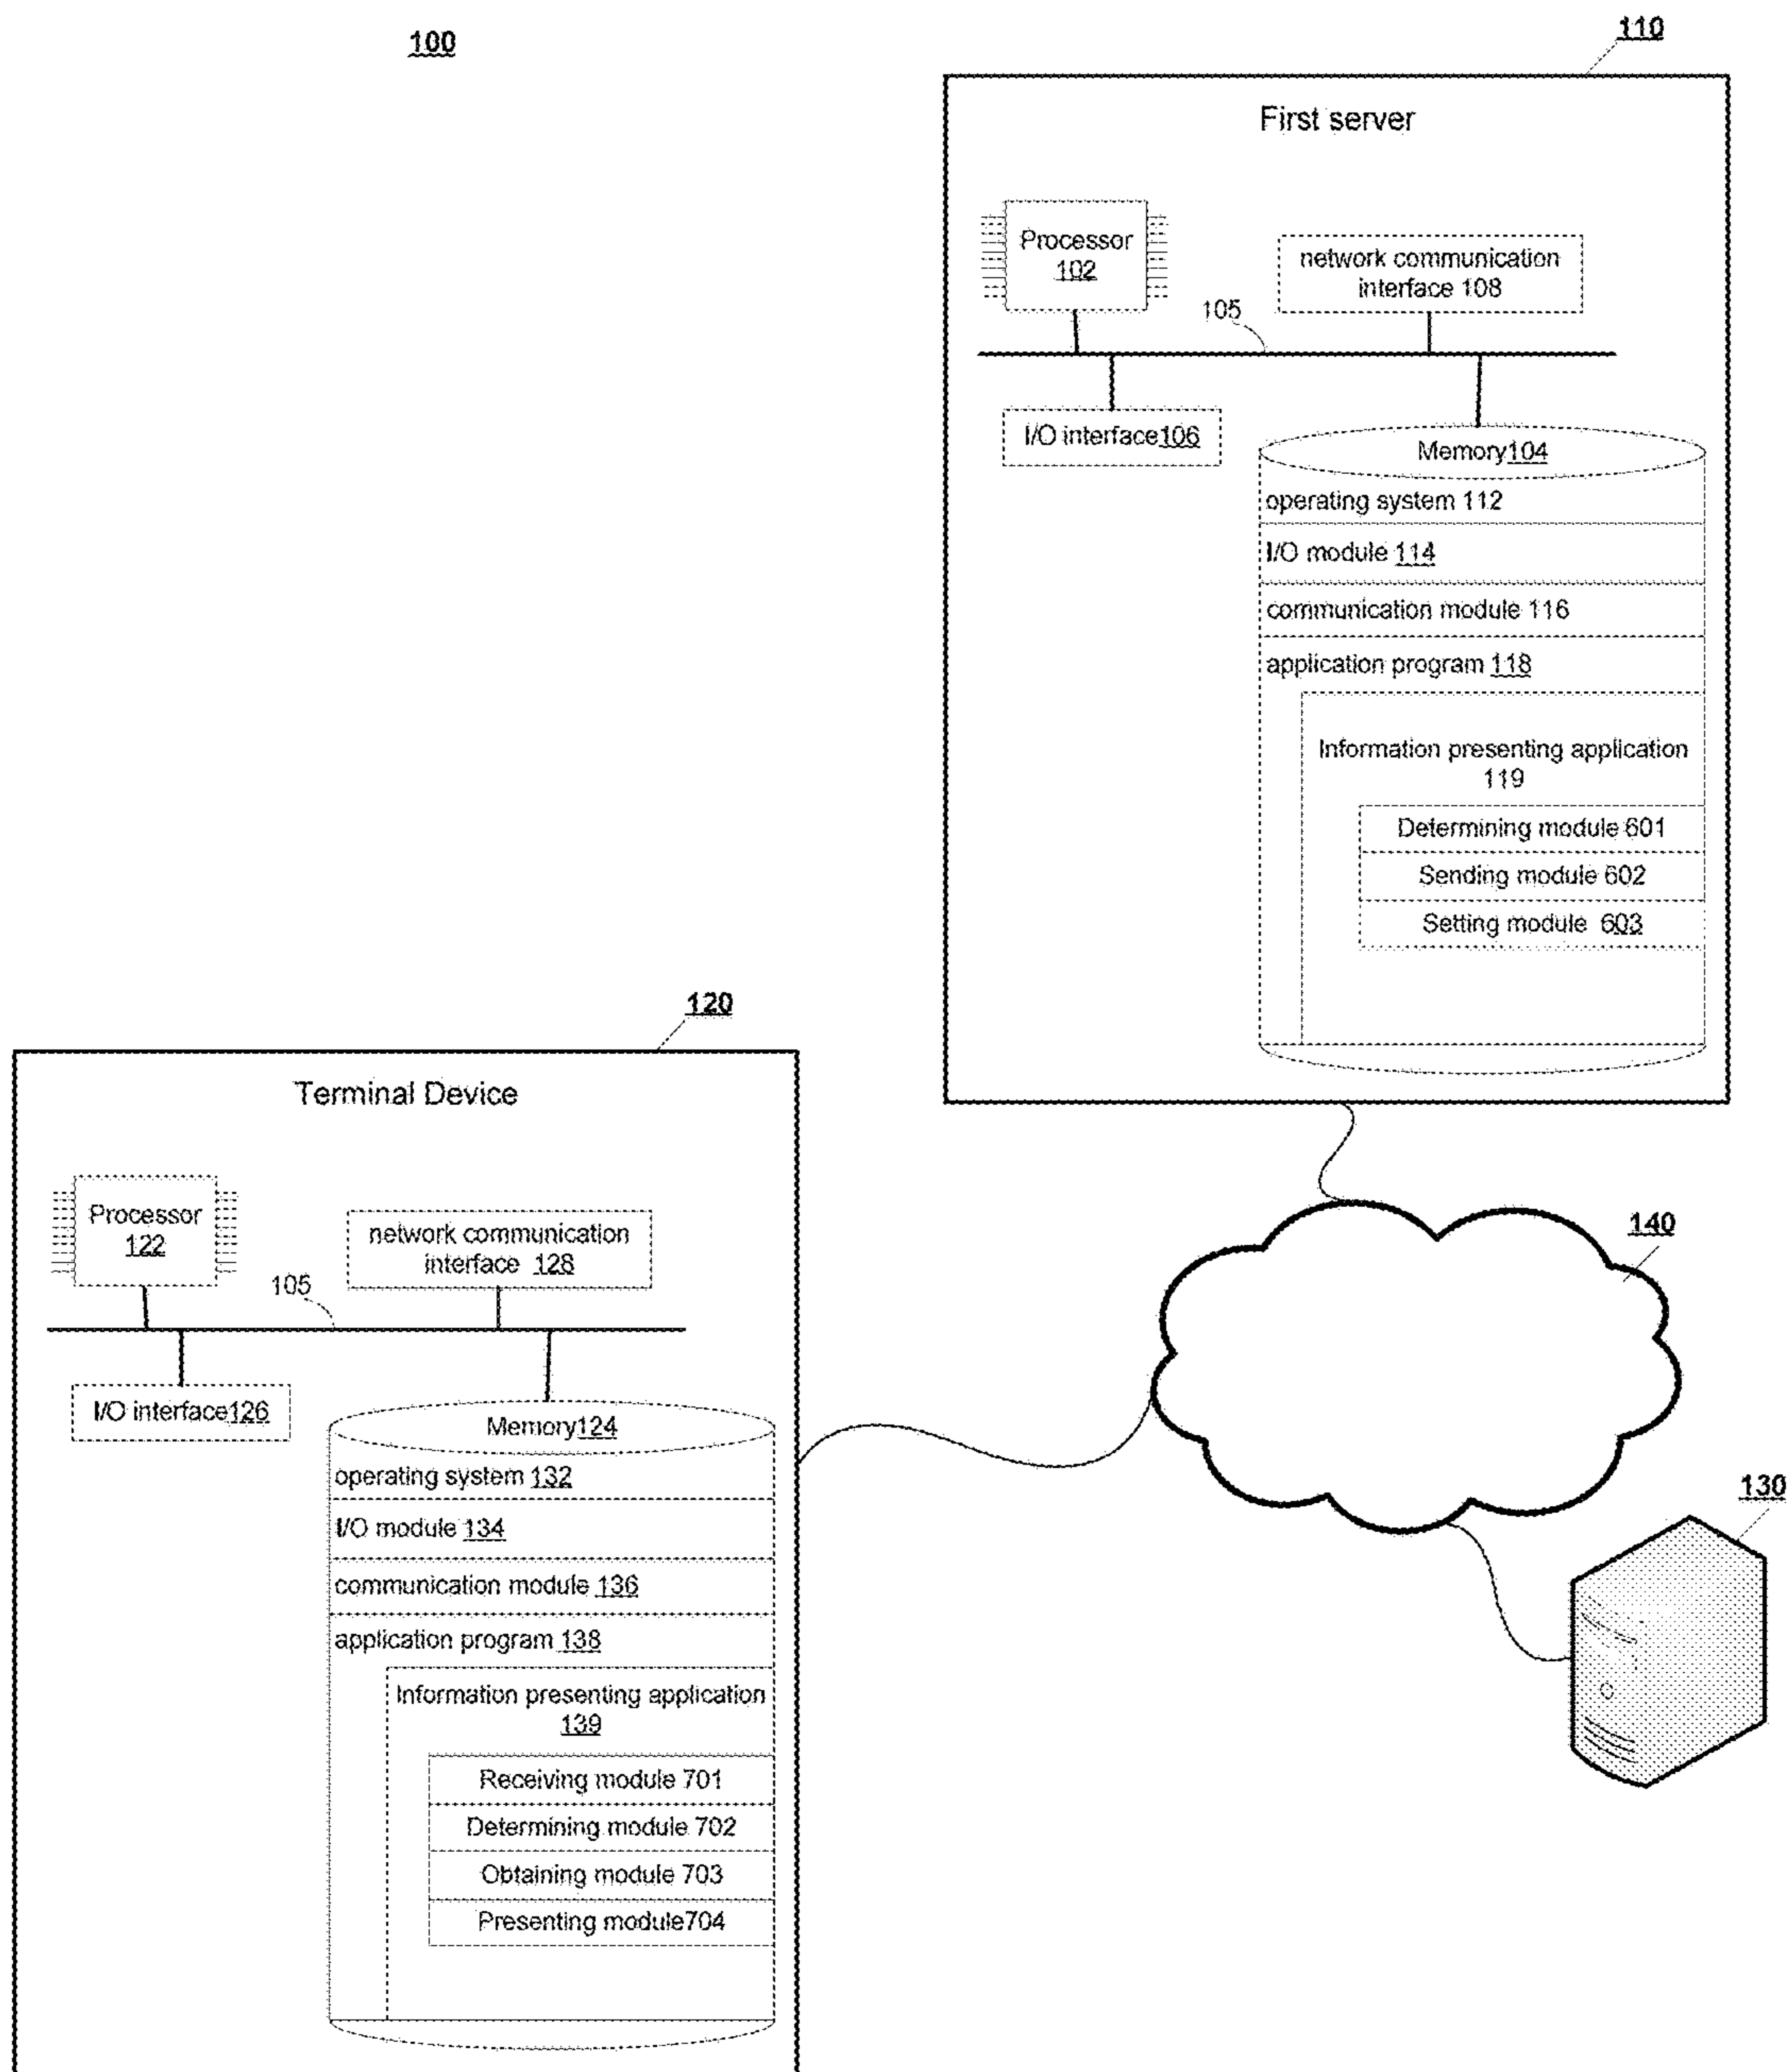 100
110
First server
Processor
102
network communication
interface 108
105
I/O interface106
Memory104
operating system 112
I/O module 114
communication module 116
application program 118
Information presenting application
119
Determining module 601
Sending module 602
Setting module 603
120
Terminal Device
Processor
122
network communication
interface 128
105
I/O interface126
Memory124
operating system 132
I/O module 134
communication module 136
application program 138
Information presenting application
139
Receiving module 701
Determining module 702
Obtaining module 703
Presenting module704
140
130